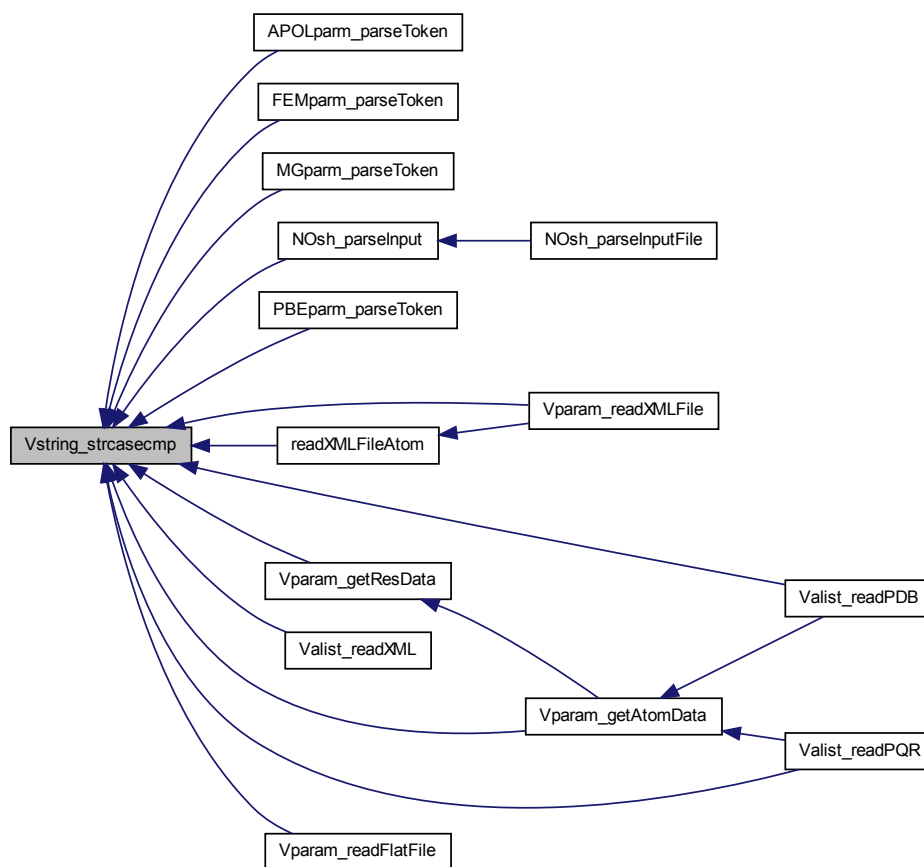 APOLparm_parseToken
FEMparm_parseToken
MGparm_parseToken
NOsh_parseInput
NOsh_parseInputFile
PBEparm_parseToken
Vparam_readXMLFile
Vstring_strcasecmp
readXMLFileAtom
Vparam_getResData
Valist_readPDB
Valist_readXML
Vparam_getAtomData
Valist_readPQR
Vparam_readFlatFile